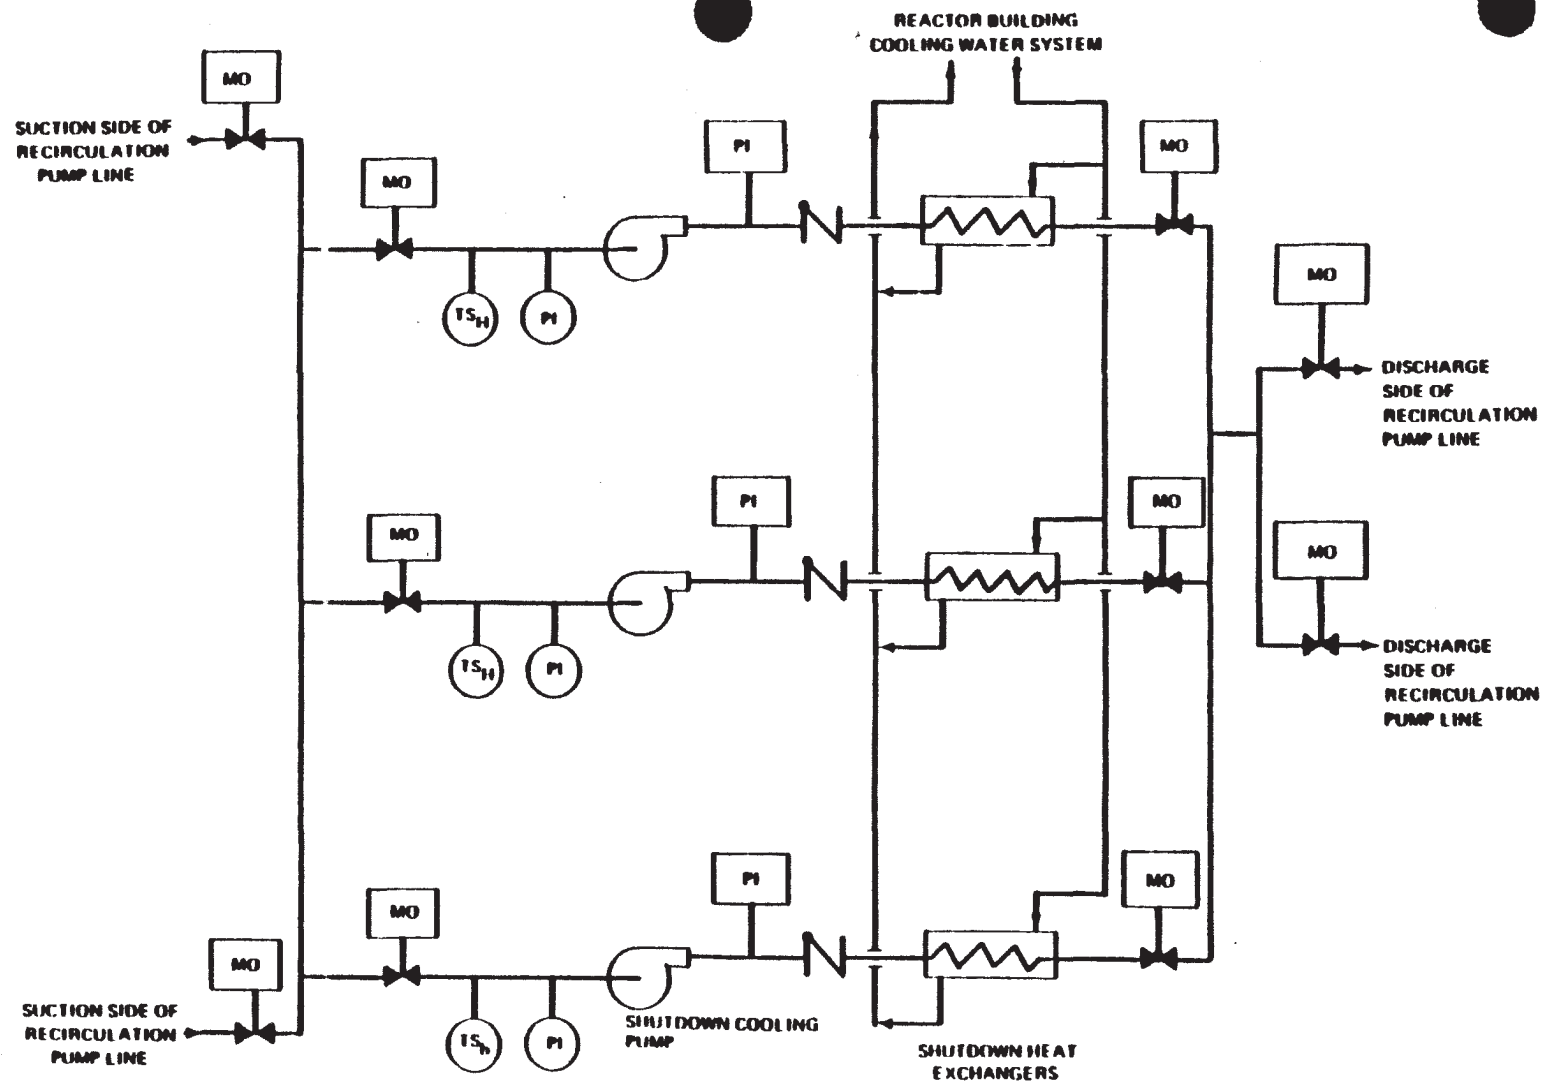 REACTOR BUILDING
COOLING WATER SYSTEM
MO
SUCTION SIDE OF
RECIRCULATION
PUMP LINE
MO
PI
MO
TSH
PI
MO
DISCHARGE
SIDE OF
RECIRCULATION
PUMP LINE
MO
PI
MO
TSH
PI
MO
DISCHARGE
SIDE OF
RECIRCULATION
PUMP LINE
MO
PI
MO
MO
SUCTION SIDE OF
RECIRCULATION
PUMP LINE
TSh
PI
SHUTDOWN COOLING
PUMP
SHUTDOWN HEAT
EXCHANGERS